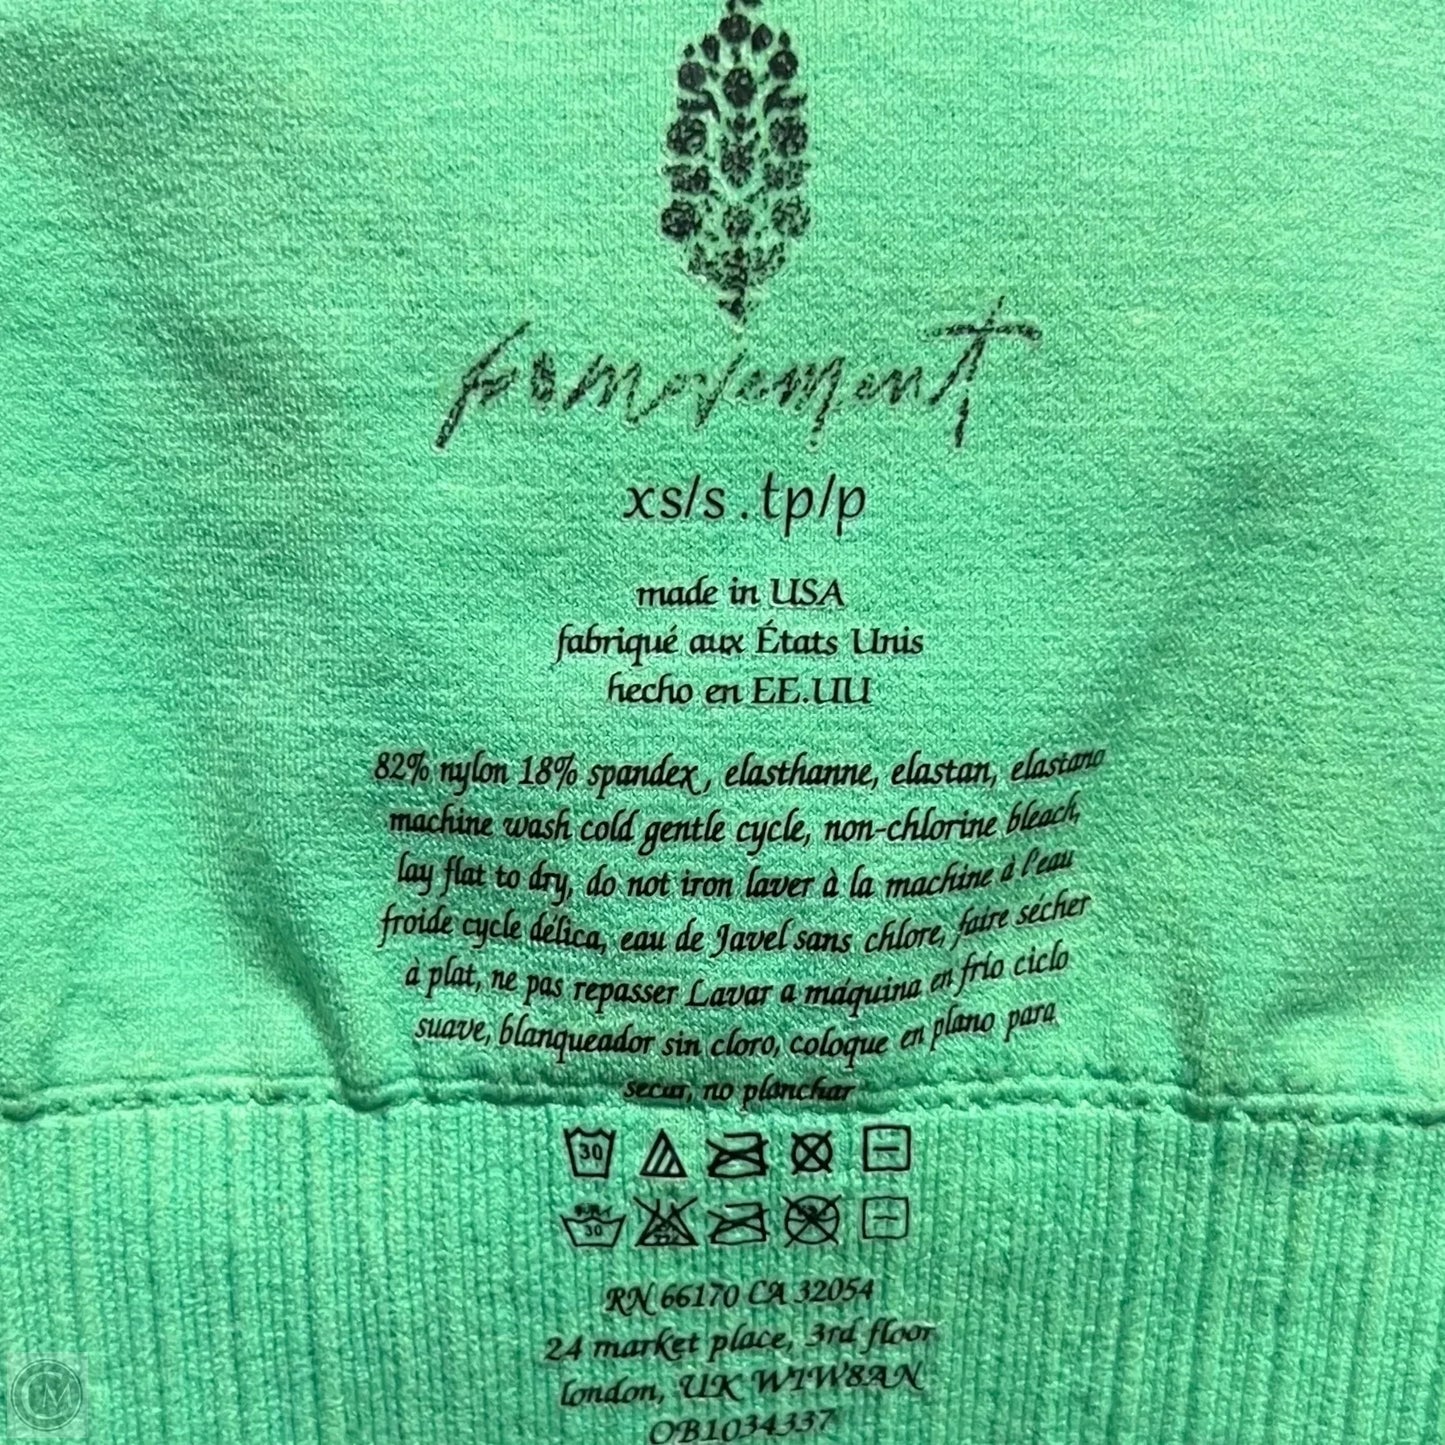 fpmovement
xs/s . tp/p
made in USA
fabriqué aux États Unis
hecho en EE.UU
82% nylon 18% spandex, elasthanne, elastan, elastano
machine wash cold gentle cycle, non-chlorine bleach,
lay flat to dry, do not iron laver à la machine à l'eau
froide cycle délica, eau de Javel sans chlore, faire sécher
à plat, ne pas repasser Lavar a máquina en frío ciclo
suave, blanqueador sin cloro, coloque en plano para
secur, no plánchar
30
30
RN 66170 CA 32054
24 market place, 3rd floor
london, UK W1W8AN
OB1034337